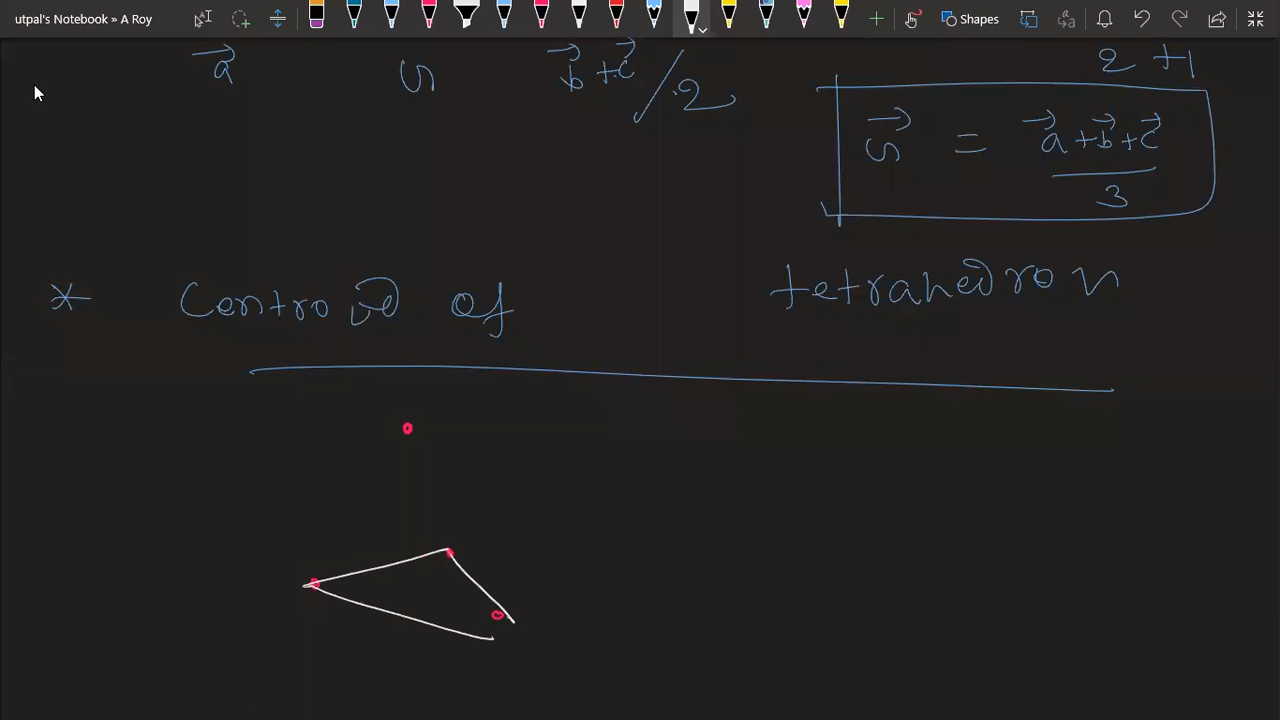 utpal's Notebook » A Roy
Shapes
a⃗ G b⃗+c⃗/2
2+1
G⃗ = a⃗+b⃗+c⃗
3
* Centroid of tetrahedron